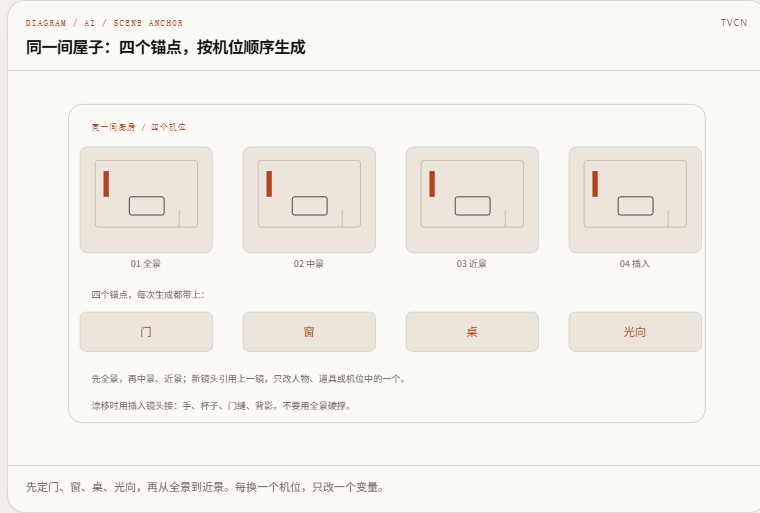 DIAGRAM / AI / SCENE ANCHOR
TVCN
同一间屋子：四个锚点，按机位顺序生成
同一间厨房 / 四个机位
01 全景
02 中景
03 近景
04 插入
四个锚点，每次生成都带上：
门
窗
桌
光向
先全景，再中景、近景；新镜头引用上一镜，只改人物、道具或机位中的一个。
漂移时用插入镜头接：手、杯子、门缝、背影。不要用全景硬撑。
先定门、窗、桌、光向，再从全景到近景。每换一个机位，只改一个变量。